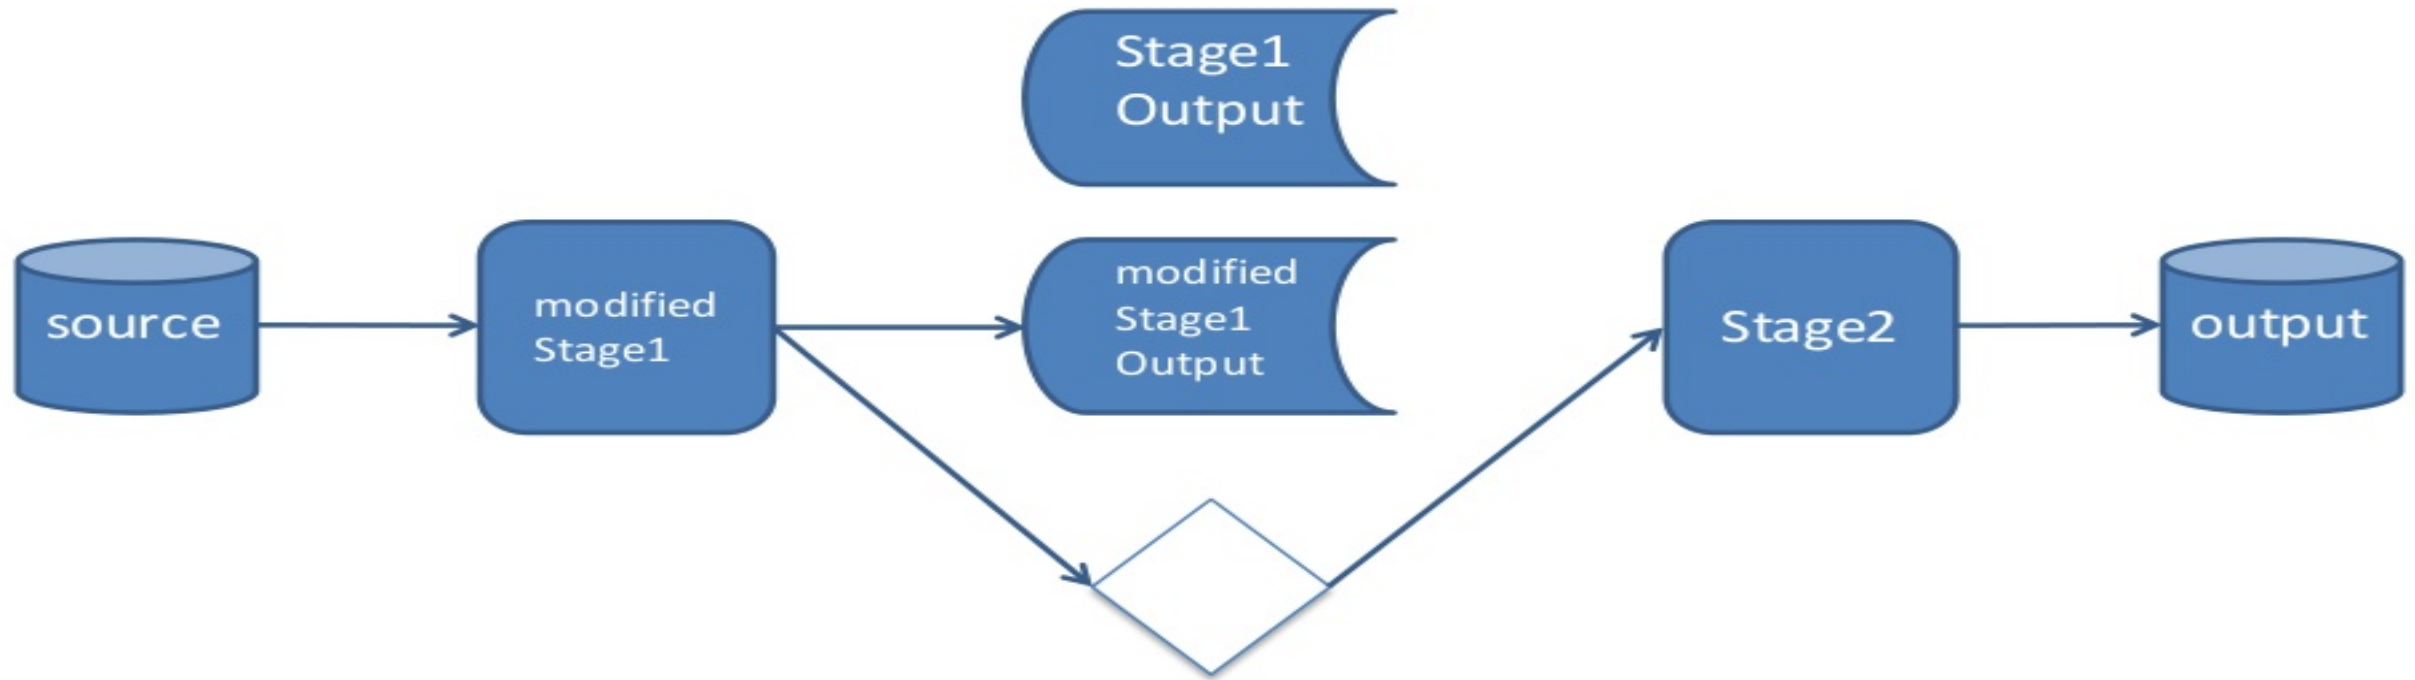 Stage1
Output
source
modified
Stage1
modified
Stage1
Output
Stage2
output